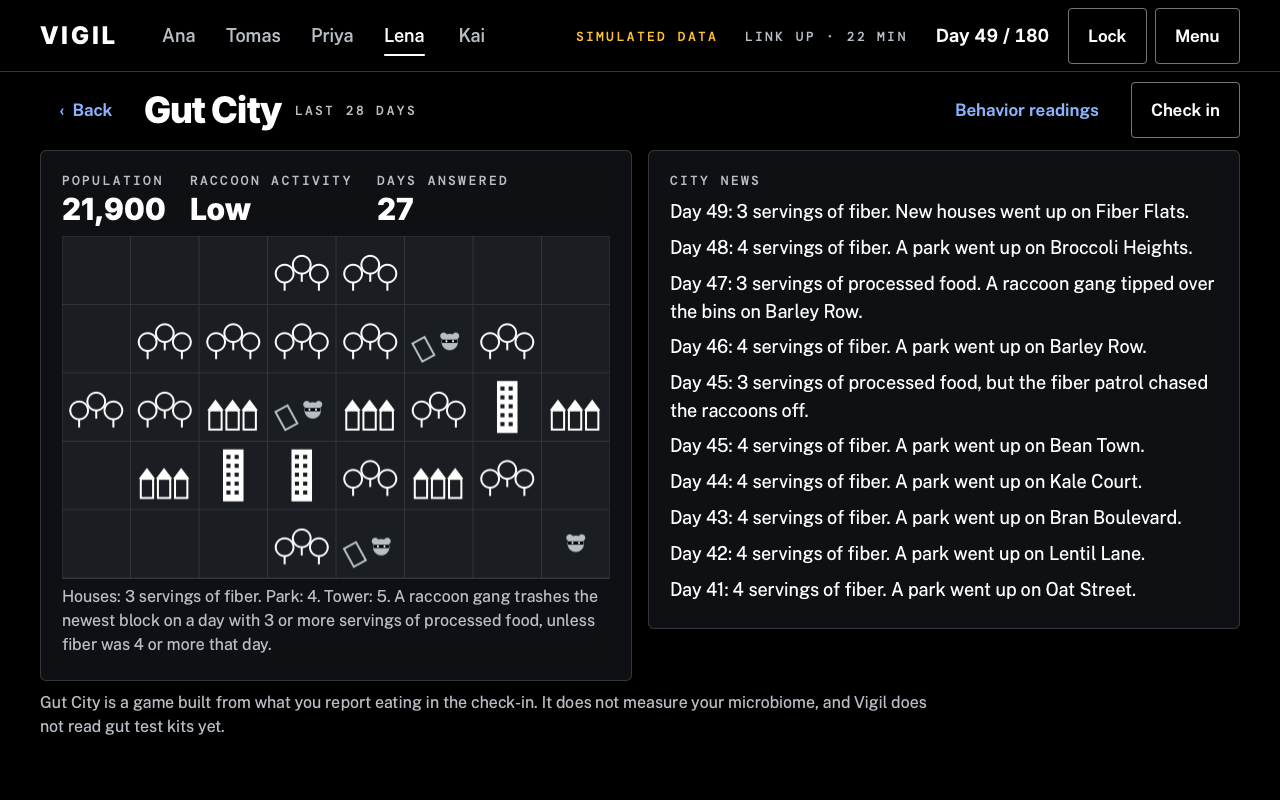 VIGIL Ana Tomas Priya Lena Kai SIMULATED DATA LINK UP · 22 MIN Day 49 / 180 Lock Menu
‹ Back Gut City LAST 28 DAYS Behavior readings Check in
POPULATION RACCOON ACTIVITY DAYS ANSWERED
21,900 Low 27
Houses: 3 servings of fiber. Park: 4. Tower: 5. A raccoon gang trashes the
newest block on a day with 3 or more servings of processed food, unless
fiber was 4 or more that day.
CITY NEWS
Day 49: 3 servings of fiber. New houses went up on Fiber Flats.
Day 48: 4 servings of fiber. A park went up on Broccoli Heights.
Day 47: 3 servings of processed food. A raccoon gang tipped over
the bins on Barley Row.
Day 46: 4 servings of fiber. A park went up on Barley Row.
Day 45: 3 servings of processed food, but the fiber patrol chased
the raccoons off.
Day 45: 4 servings of fiber. A park went up on Bean Town.
Day 44: 4 servings of fiber. A park went up on Kale Court.
Day 43: 4 servings of fiber. A park went up on Bran Boulevard.
Day 42: 4 servings of fiber. A park went up on Lentil Lane.
Day 41: 4 servings of fiber. A park went up on Oat Street.
Gut City is a game built from what you report eating in the check-in. It does not measure your microbiome, and Vigil does
not read gut test kits yet.